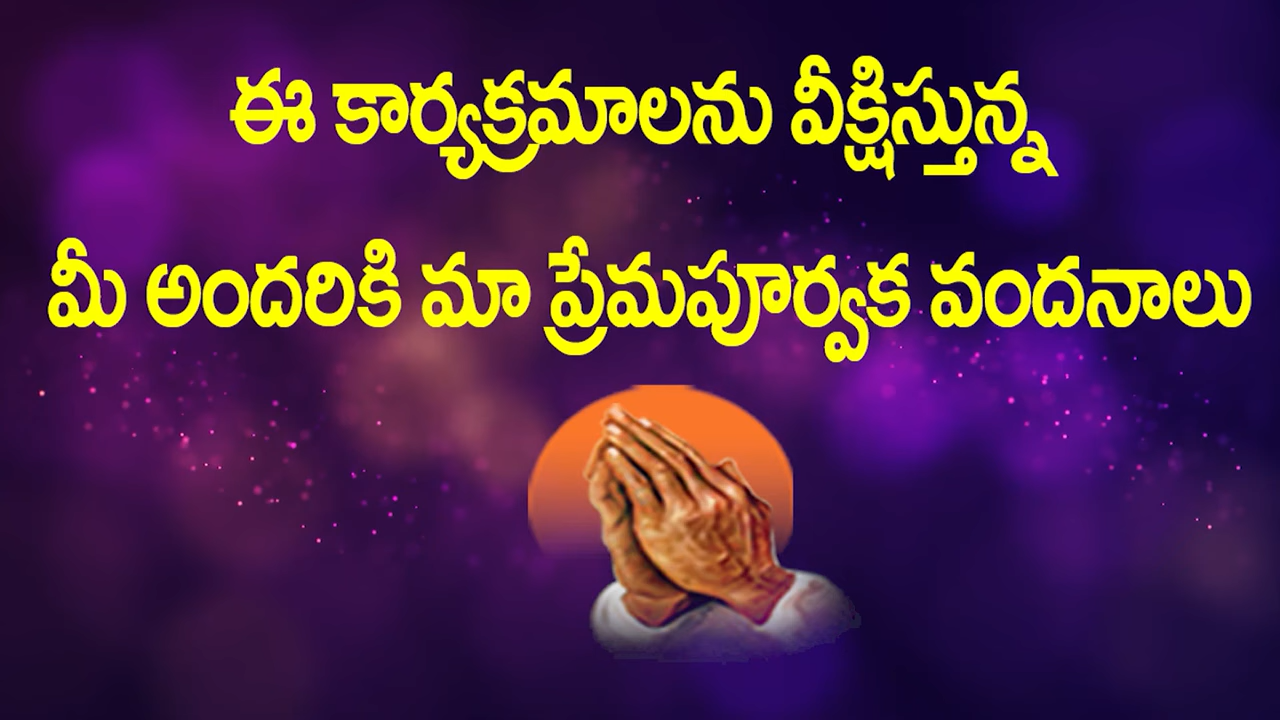 ఈ కార్యక్రమాలను వీక్షిస్తున్న
మీ అందరికి మా ప్రేమపూర్వక వందనాలు